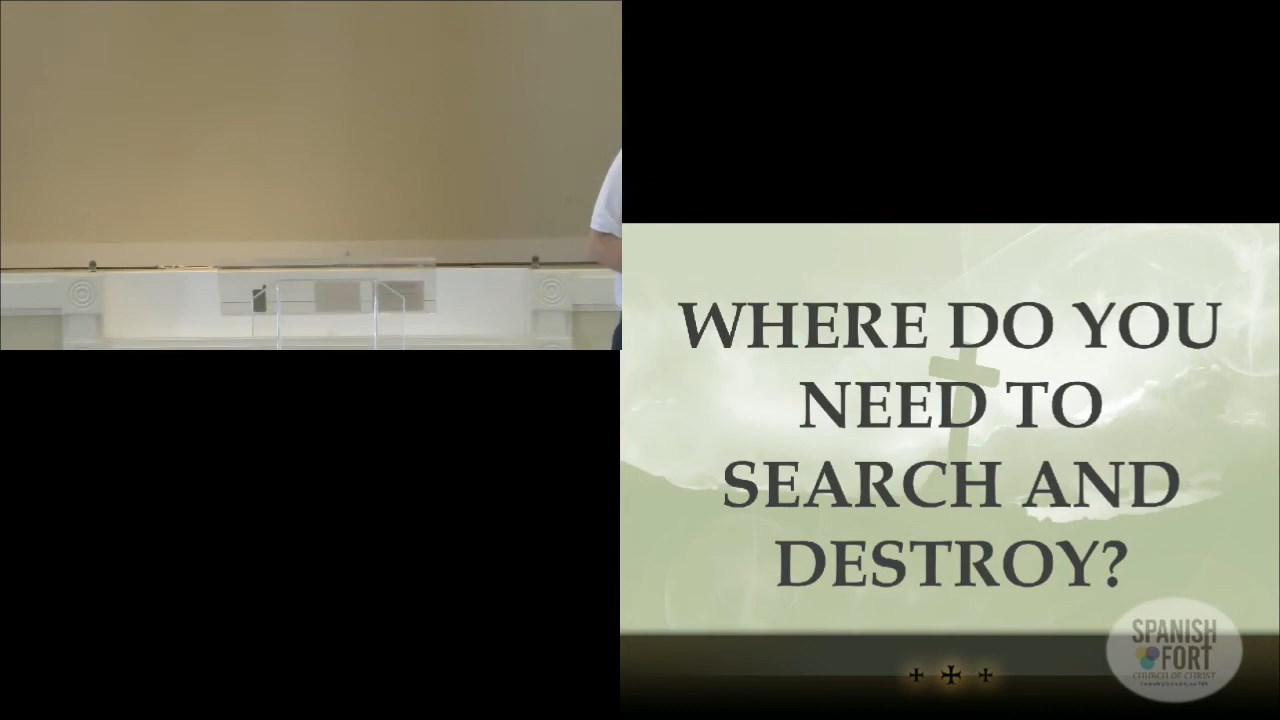 WHERE DO YOU
NEED TO
SEARCH AND
DESTROY?
SPANISH
FORT
CHURCH OF CHRIST